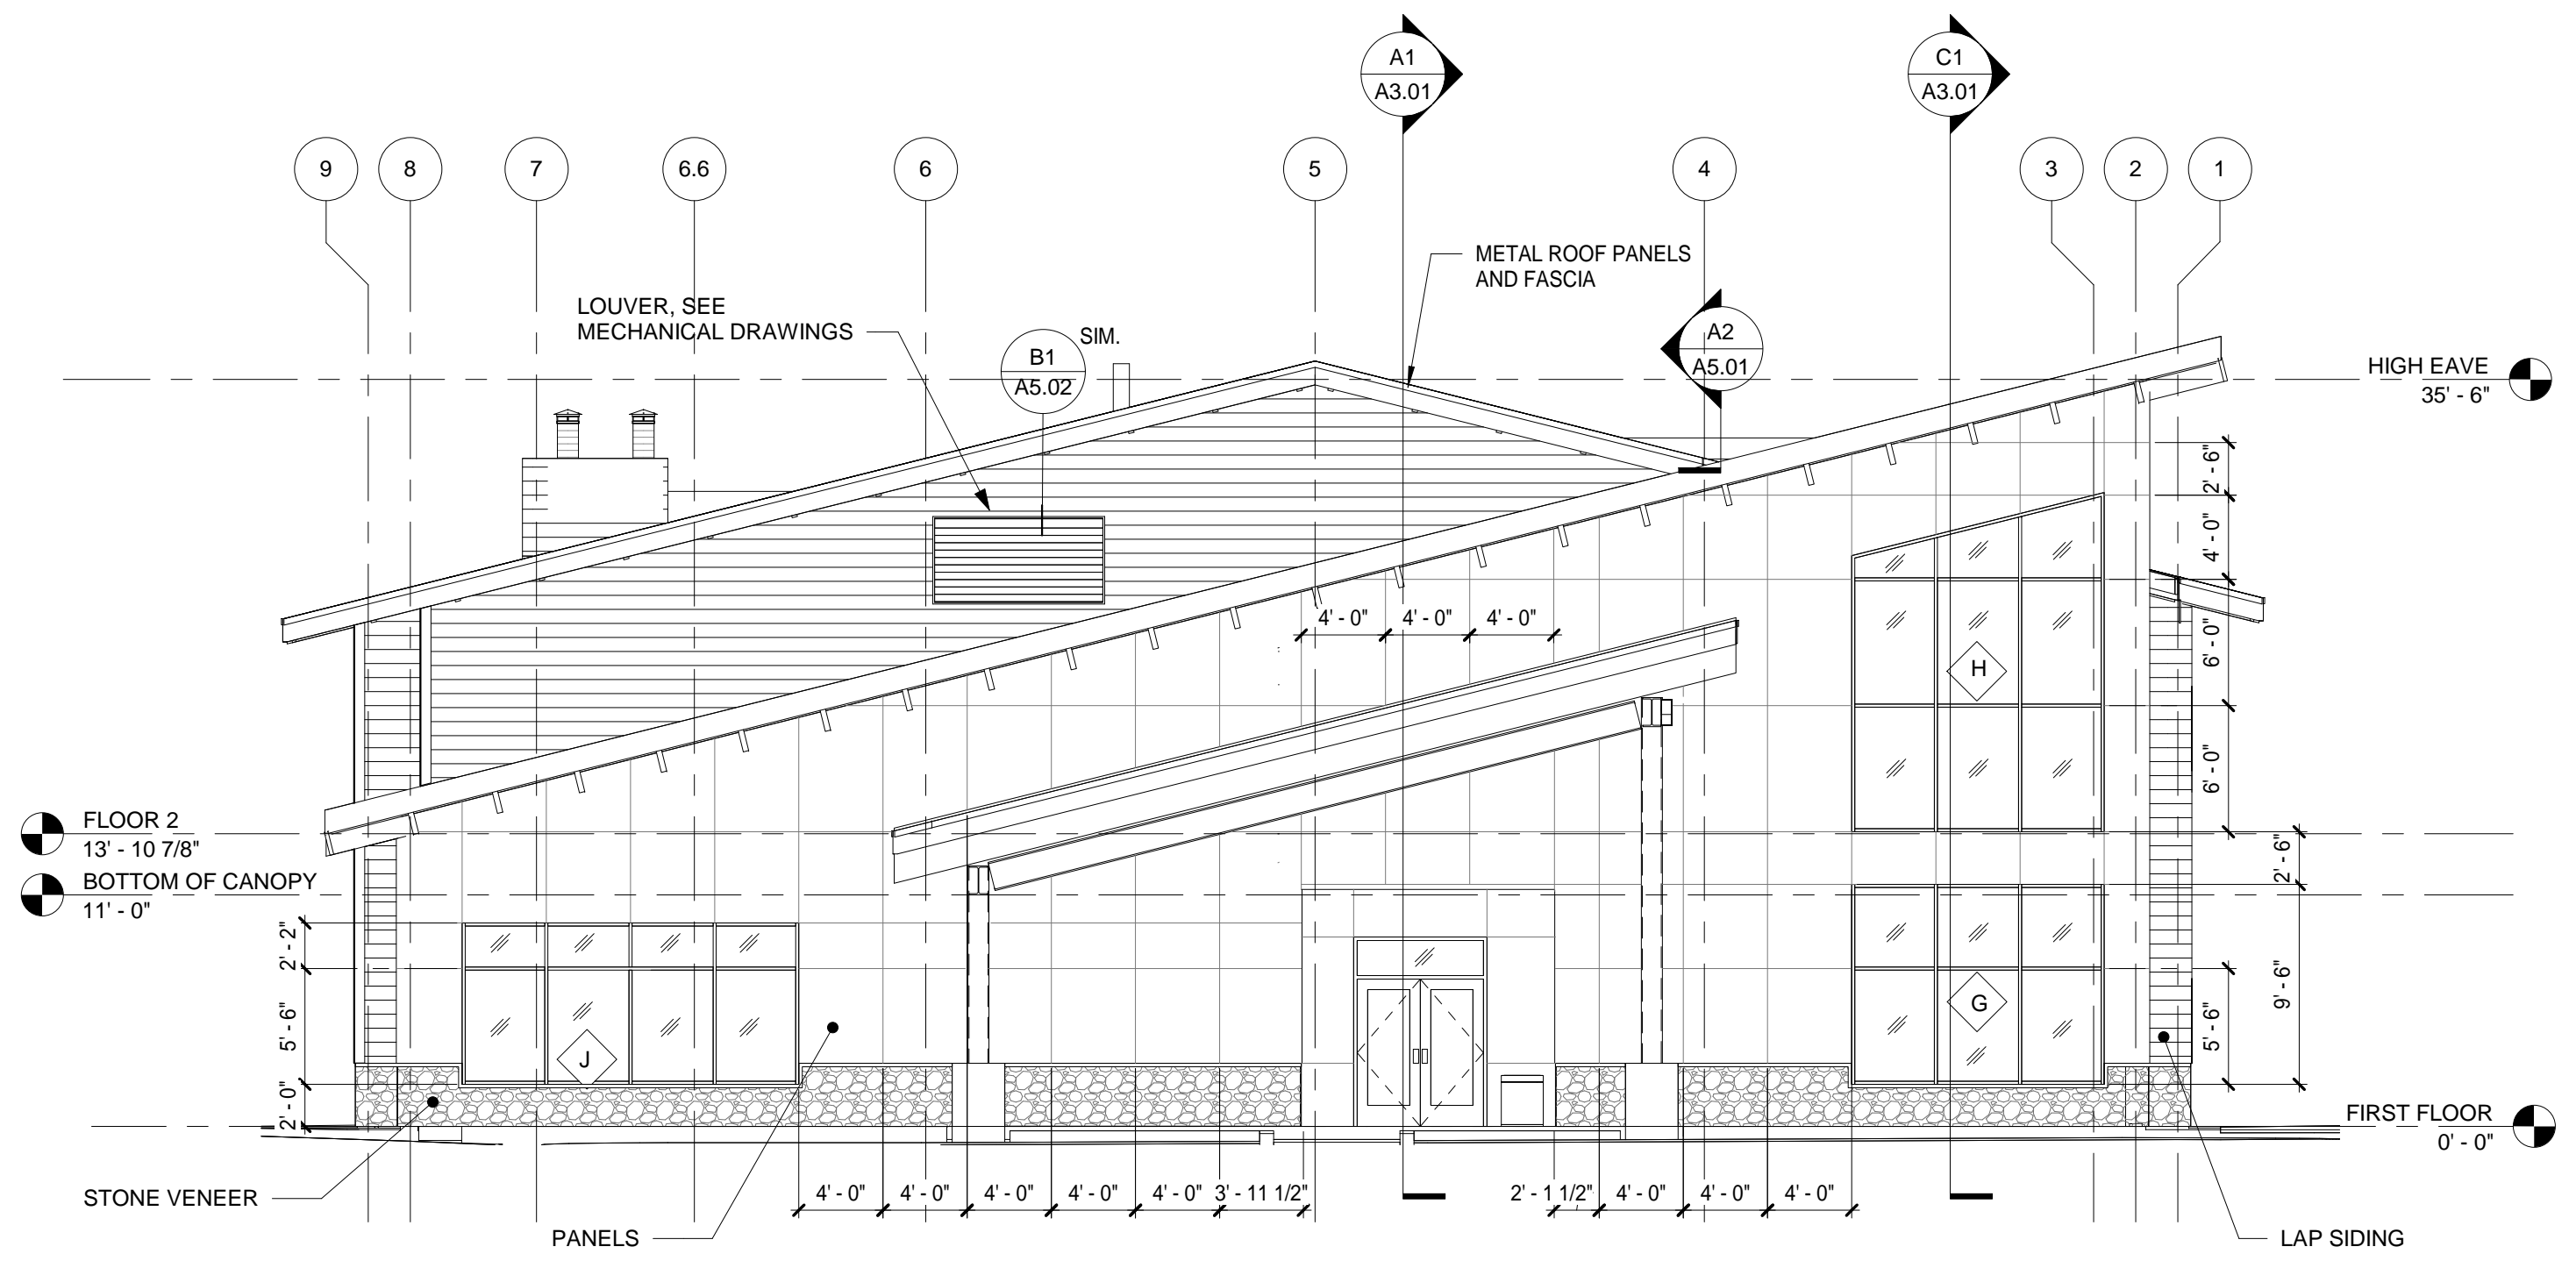 A1
A3.01
C1
A3.01
9
8
7
6.6
6
5
4
3
2
1
METAL ROOF PANELS
AND FASCIA
LOUVER, SEE
MECHANICAL DRAWINGS
B1
A5.02
SIM.
A2
A5.01
HIGH EAVE
35' - 6"
2' - 6"
4' - 0"
6' - 0"
6' - 0"
4' - 0"
4' - 0"
4' - 0"
H
FLOOR 2
13' - 10 7/8"
BOTTOM OF CANOPY
11' - 0"
2' - 6"
9' - 6"
5' - 6"
2' - 2"
5' - 6"
2' - 0"
J
G
FIRST FLOOR
0' - 0"
STONE VENEER
PANELS
4' - 0"
4' - 0"
4' - 0"
4' - 0"
4' - 0"
3' - 11 1/2"
2' - 1 1/2"
4' - 0"
4' - 0"
4' - 0"
LAP SIDING